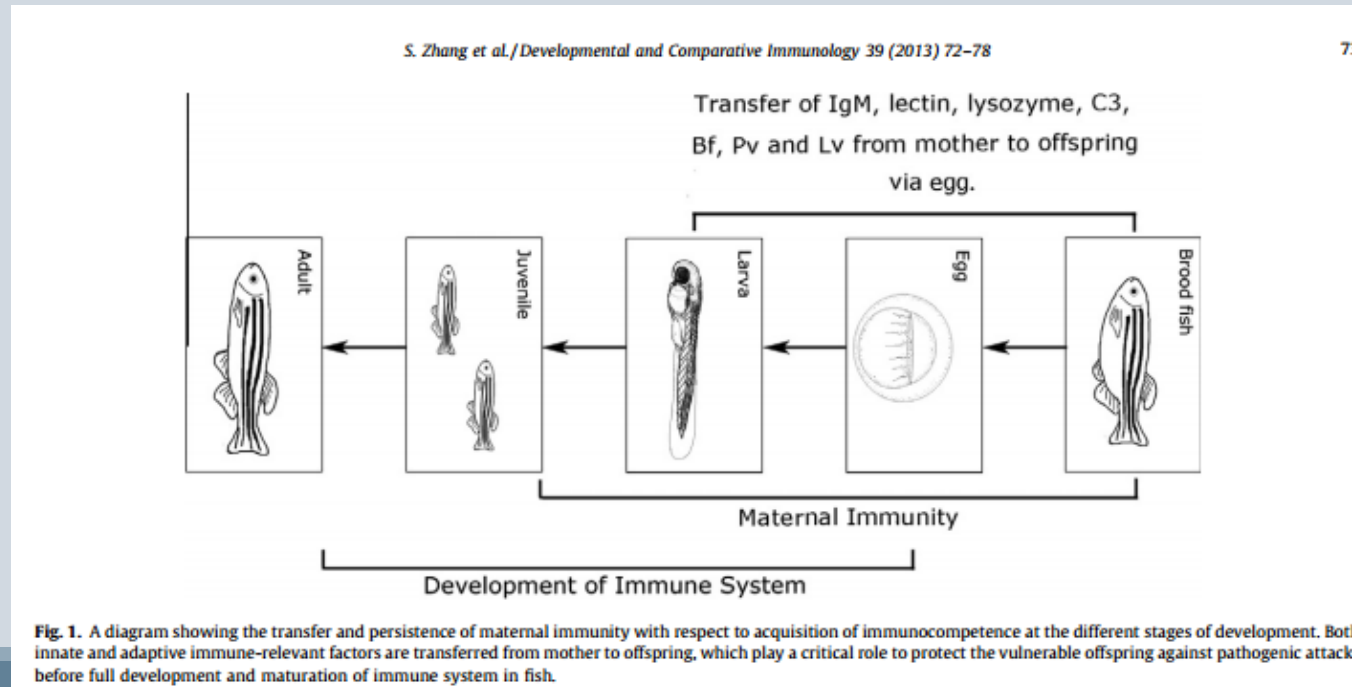 S. Zhang et al./Developmental and Comparative Immunology 39 (2013) 72–78
Transfer of IgM, lectin, lysozyme, C3,
Bf, Pv and Lv from mother to offspring
via egg.
Adult
Juvenile
Larva
Egg
Brood fish
Maternal Immunity
Development of Immune System
Fig. 1. A diagram showing the transfer and persistence of maternal immunity with respect to acquisition of immunocompetence at the different stages of development. Both
innate and adaptive immune-relevant factors are transferred from mother to offspring, which play a critical role to protect the vulnerable offspring against pathogenic attack
before full development and maturation of immune system in fish.